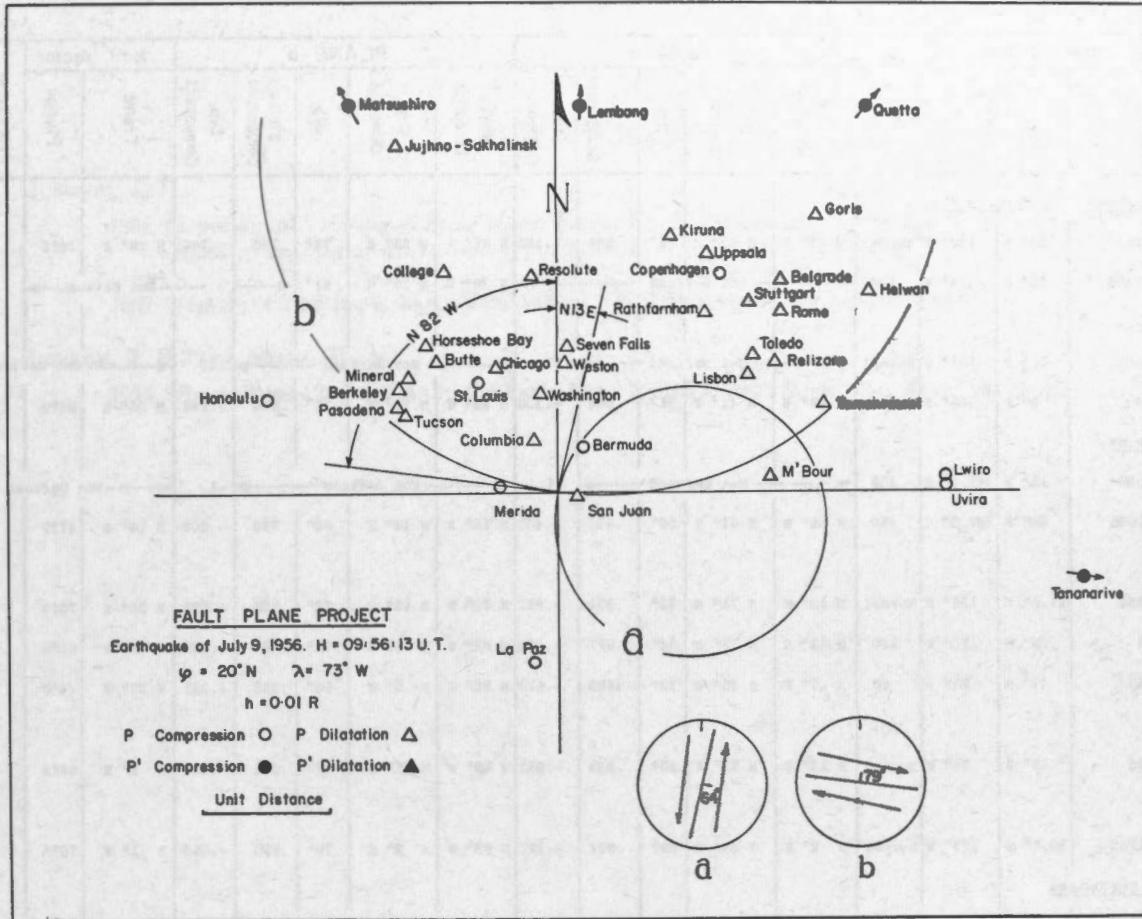 Matsushiro
Lembang
Quetta
Jujhno-Sakhalinsk
N
Goris
Kiruna
Uppsala
College
Resolute
Copenhagen
Belgrade
Helwan
b
N 82 W
N13E
Stuttgart
Rathfarnham
Rome
Horseshoe Bay
Seven Falls
Toledo
Butte
Chicago
Weston
Relizane
Mineral
Lisbon
Honolulu
Berkeley
St. Louis
Washington
Pasadena
Tucson
Columbia
Bermuda
M'Bour
Lwiro
Uvira
Merida
San Juan
Tananarive
a
La Paz
FAULT PLANE PROJECT
Earthquake of July 9, 1956. H = 09·56·13 U.T.
φ = 20° N λ = 73° W
h = 0·01 R
P Compression P Dilatation
P' Compression P' Dilatation
Unit Distance
64°
79°
a b